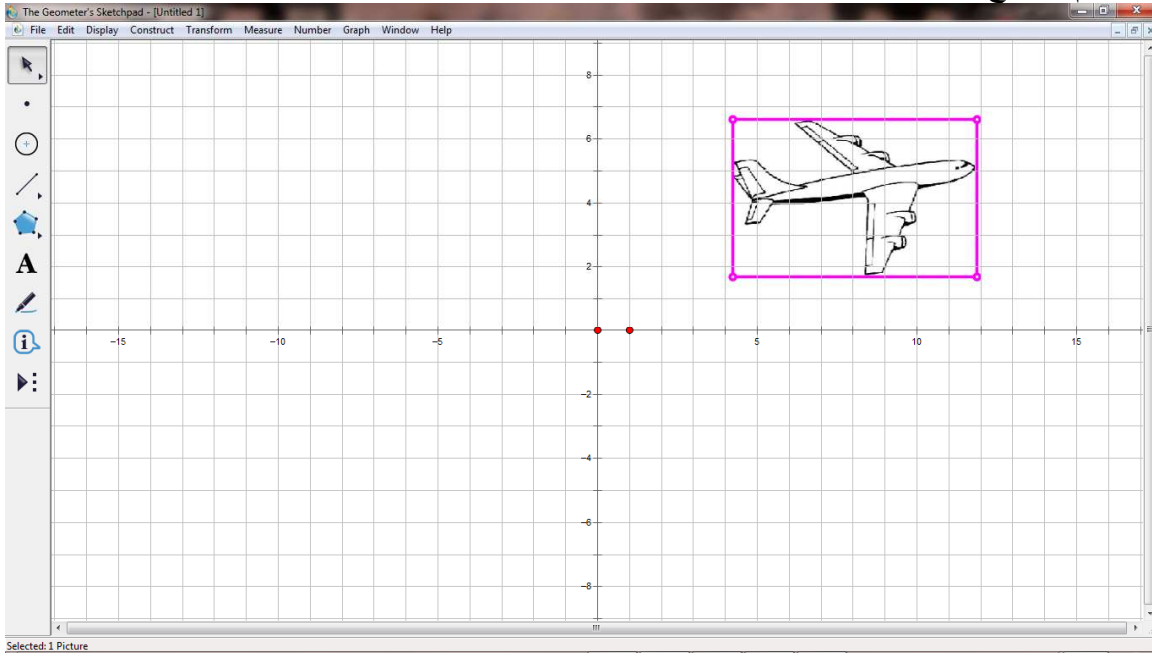 The Geometer's Sketchpad - [Untitled 1]
File Edit Display Construct Transform Measure Number Graph Window Help
8
6
4
2
-15 -10 -5 5 10 15
-2
-4
-6
-8
A
i
Selected: 1 Picture